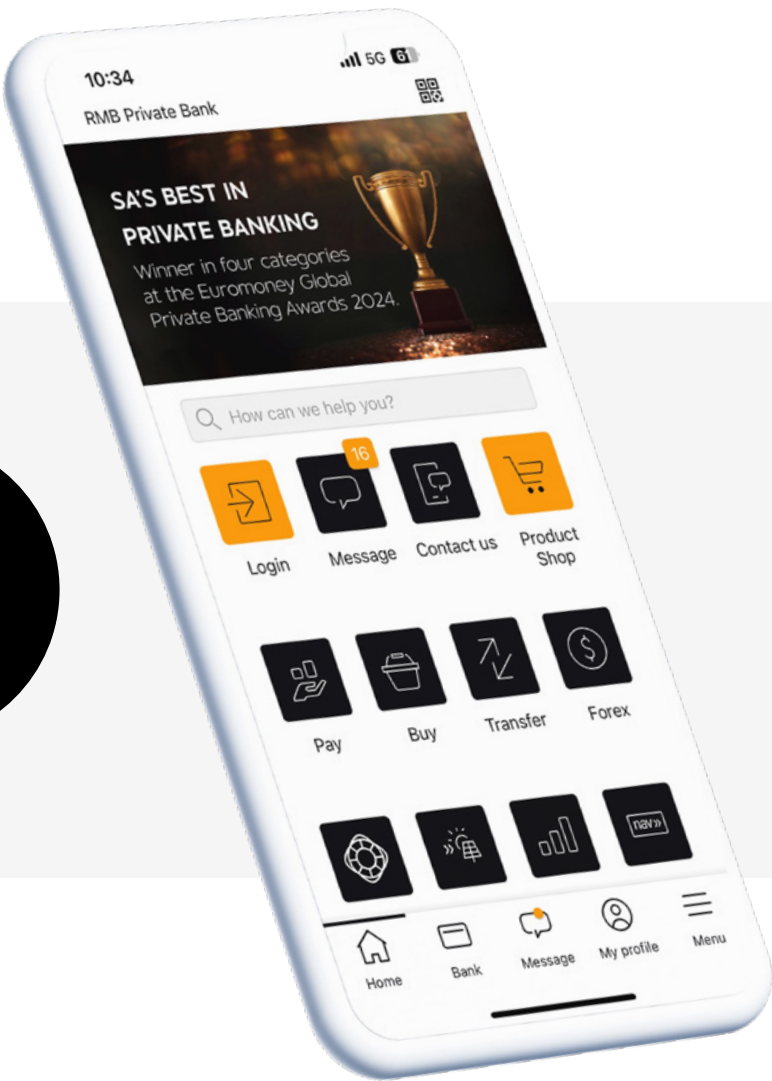 10:34
5G 61
RMB Private Bank
SA'S BEST IN
PRIVATE BANKING
Winner in four categories
at the Euromoney Global
Private Banking Awards 2024.
How can we help you?
16
Login Message Contact us Product
Shop
$
Pay Buy Transfer Forex
nav»
Home Bank Message My profile Menu